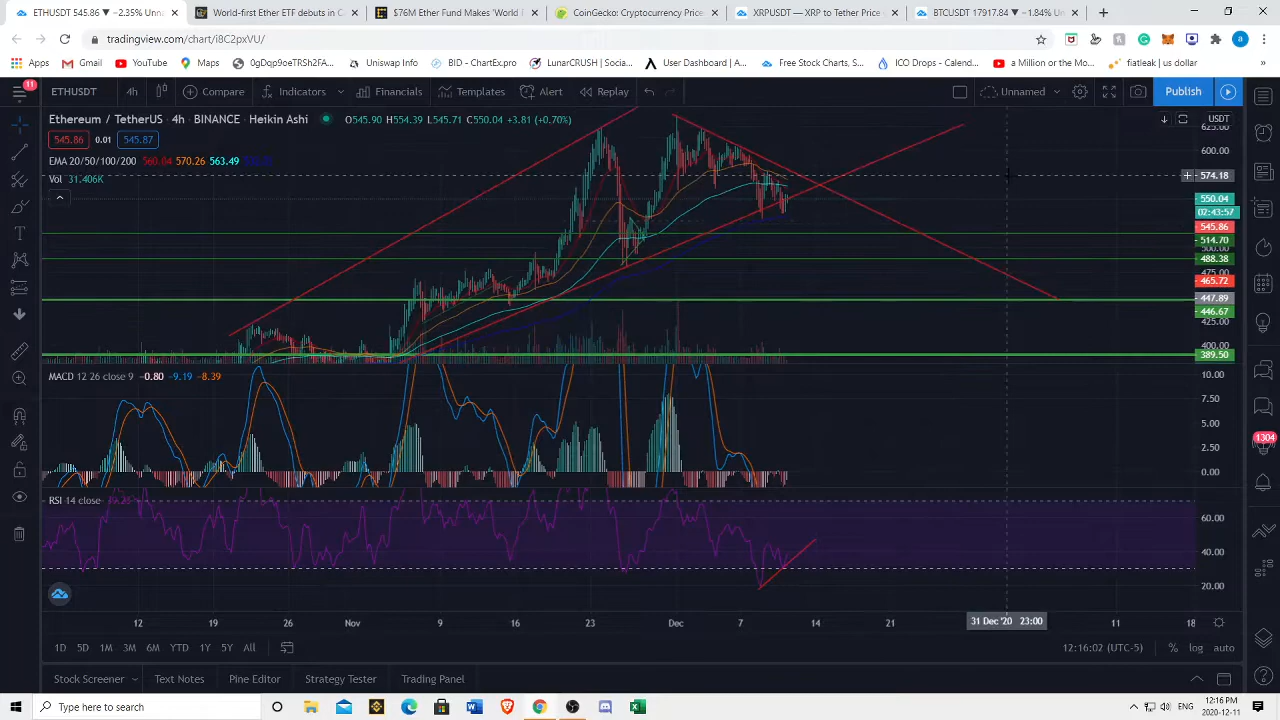 ETHUSDT 545.86 ▼ −2.35% Unnam
World-first Ether ETF debuts in C
$76M Ether Fund Makes 'World F
CoinGecko: Cryptocurrency Price
XRPUSDT — XRP to Tether Price
BTCUSDT 17917.84 ▼ −1.84% Un
tradingview.com/chart/i8C2pxVU/
Apps
Gmail
YouTube
Maps
0gDqp9oeTRSh2FA...
Uniswap Info
BD - ChartEx.pro
LunarCRUSH | Socia...
User Dashboard | A...
Free Stock Charts, S...
ICO Drops - Calend...
a Million or the Mo...
fiatleak | us dollar
11
ETHUSDT
4h
Compare
Indicators
Financials
Templates
Alert
Replay
Unnamed
Publish
Ethereum / TetherUS · 4h · BINANCE · Heikin Ashi
O545.90 H554.39 L545.71 C550.04 +3.81 (+0.70%)
USDT
545.86 0.01 545.87
EMA 20/50/100/200 560.04 570.26 563.49
Vol 31.406K
625.00
600.00
574.18
550.04
02:43:57
545.86
514.70
500.00
488.38
475.00
465.72
447.89
446.67
425.00
400.00
389.50
MACD 12 26 close 9 −0.80 −9.19 −8.39
10.00
7.50
5.00
2.50
0.00
1304
RSI 14 close
60.00
40.00
20.00
12
19
26
Nov
9
16
23
Dec
7
14
21
31 Dec '20 23:00
11
18
1D 5D 1M 3M 6M YTD 1Y 5Y All
12:16:02 (UTC-5)
% log auto
Stock Screener
Text Notes
Pine Editor
Strategy Tester
Trading Panel
Type here to search
ENG
12:16 PM
2020-12-11